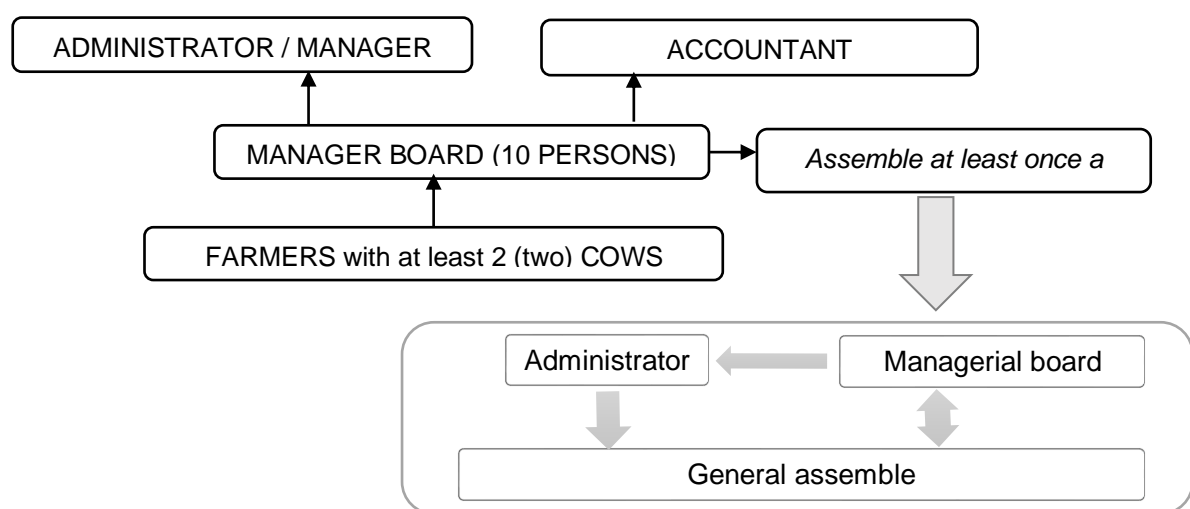 ADMINISTRATOR / MANAGER
ACCOUNTANT
MANAGER BOARD (10 PERSONS)
Assemble at least once a
FARMERS with at least 2 (two) COWS
Administrator
Managerial board
General assemble